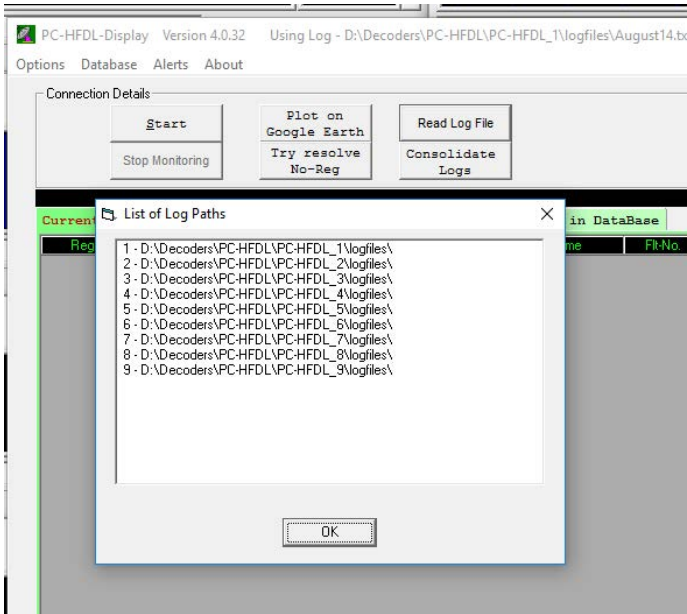 PC-HFDL-Display Version 4.0.32 Using Log - D:\Decoders\PC-HFDL\PC-HFDL_1\logfiles\August14.tx
Options Database Alerts About
Connection Details
Start
Plot on
Google Earth
Read Log File
Stop Monitoring
Try resolve
No-Reg
Consolidate
Logs
List of Log Paths
Current
in DataBase
Reg
me
Flt-No.
1 - D:\Decoders\PC-HFDL\PC-HFDL_1\logfiles\
2 - D:\Decoders\PC-HFDL\PC-HFDL_2\logfiles\
3 - D:\Decoders\PC-HFDL\PC-HFDL_3\logfiles\
4 - D:\Decoders\PC-HFDL\PC-HFDL_4\logfiles\
5 - D:\Decoders\PC-HFDL\PC-HFDL_5\logfiles\
6 - D:\Decoders\PC-HFDL\PC-HFDL_6\logfiles\
7 - D:\Decoders\PC-HFDL\PC-HFDL_7\logfiles\
8 - D:\Decoders\PC-HFDL\PC-HFDL_8\logfiles\
9 - D:\Decoders\PC-HFDL\PC-HFDL_9\logfiles\
OK